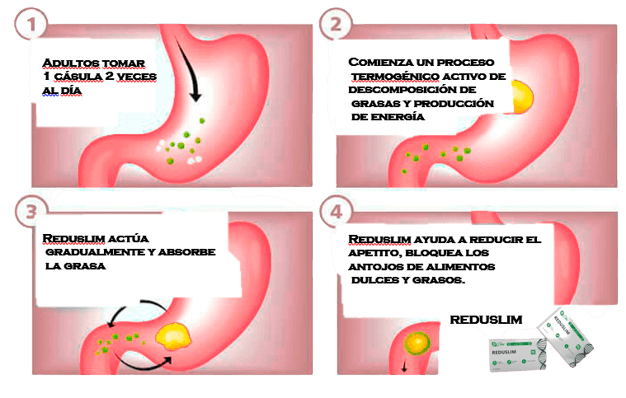 1
ADULTOS TOMAR
1 CÁSULA 2 VECES
AL DÍA
2
COMIENZA UN PROCESO
TERMOGÉNICO ACTIVO DE
DESCOMPOSICIÓN DE
GRASAS Y PRODUCCIÓN
DE ENERGÍA
3
REDUSLIM ACTÚA
GRADUALMENTE Y ABSORBE
LA GRASA
4
REDUSLIM AYUDA A REDUCIR EL
APETITO, BLOQUEA LOS
ANTOJOS DE ALIMENTOS
DULCES Y GRASOS.
REDUSLIM
REDUSLIM
REDUSLIM